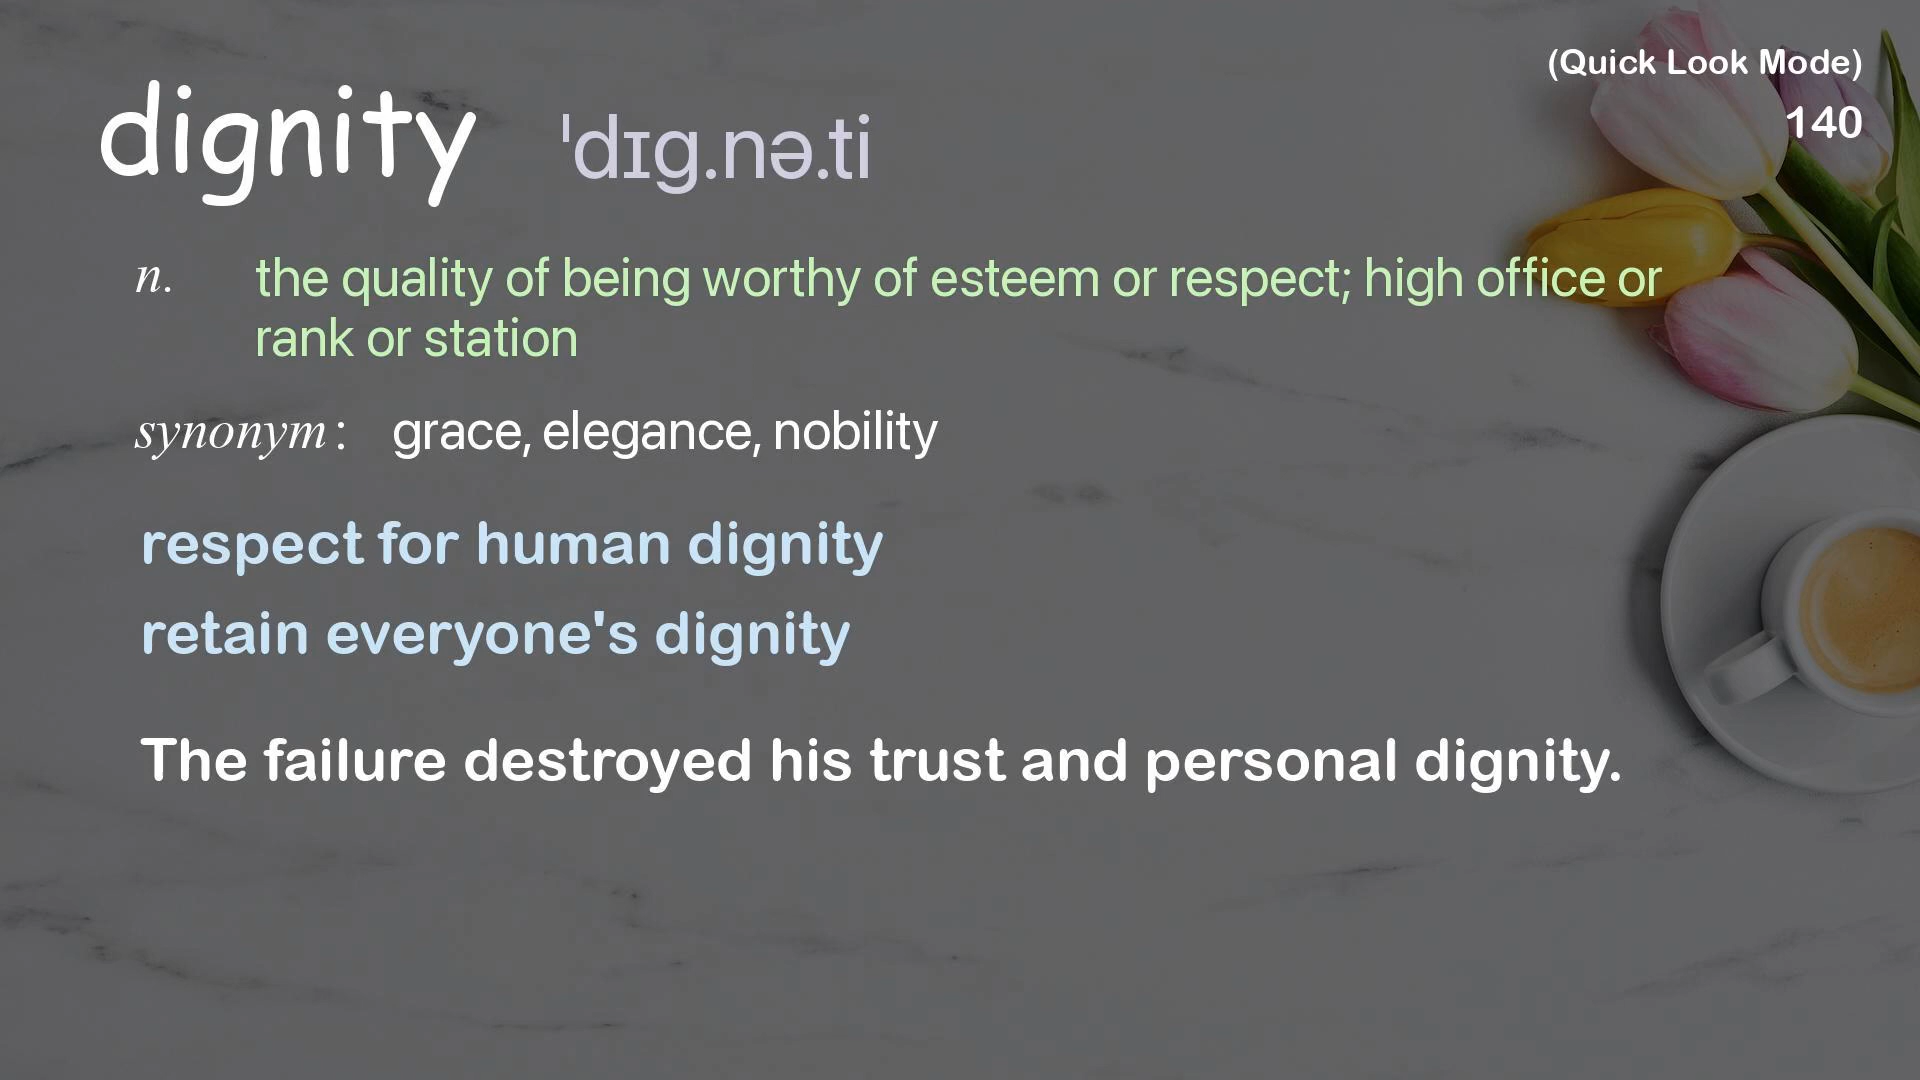 (Quick Look Mode)
140
dignity ˈdɪg.nə.ti
n. the quality of being worthy of esteem or respect; high office or
rank or station
synonym: grace, elegance, nobility
respect for human dignity
retain everyone's dignity
The failure destroyed his trust and personal dignity.